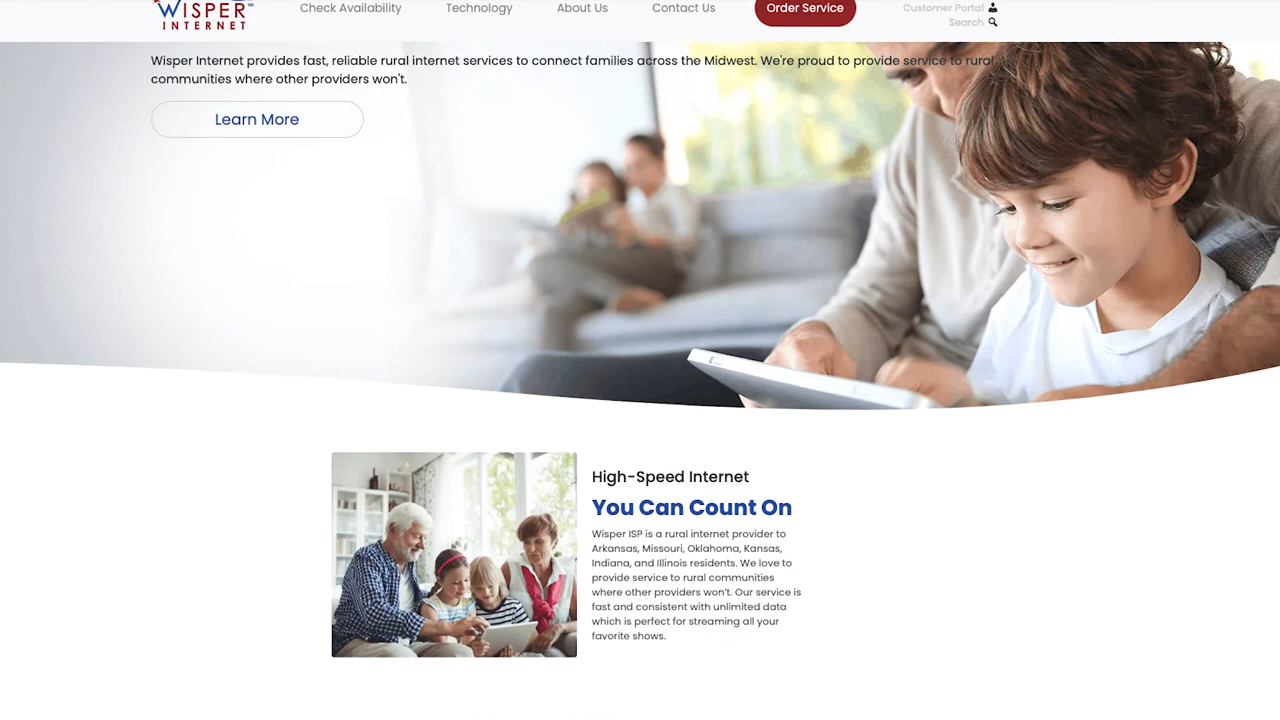 WISPER™
INTERNET
Check Availability
Technology
About Us
Contact Us
Order Service
Customer Portal
Search
Wisper Internet provides fast, reliable rural internet services to connect families across the Midwest. We're proud to provide service to rural
communities where other providers won't.
Learn More
High-Speed Internet
You Can Count On
Wisper ISP is a rural internet provider to
Arkansas, Missouri, Oklahoma, Kansas,
Indiana, and Illinois residents. We love to
provide service to rural communities
where other providers won't. Our service is
fast and consistent with unlimited data
which is perfect for streaming all your
favorite shows.